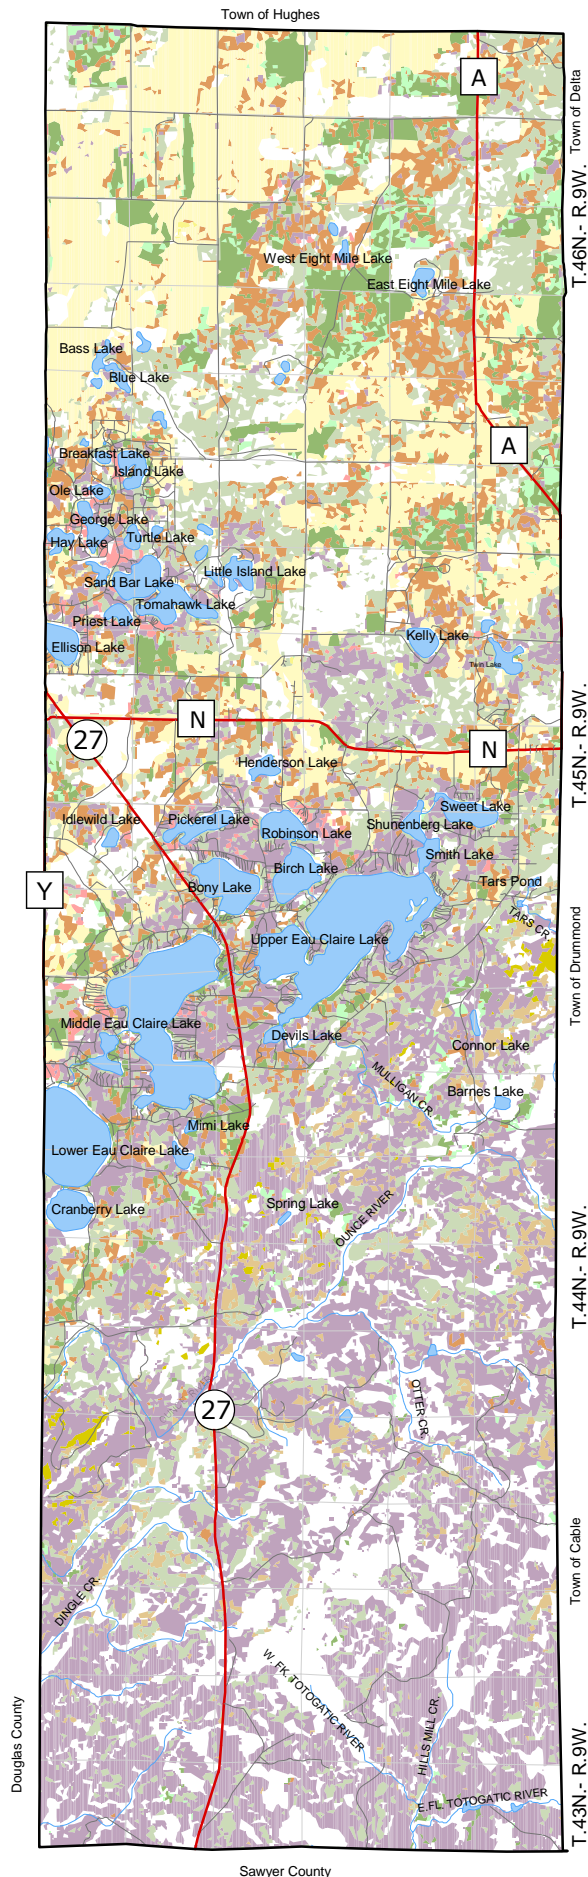 Town of Hughes
A
Town of Delta
T.46N.- R.9W.
West Eight Mile Lake
East Eight Mile Lake
Bass Lake
Blue Lake
A
Breakfast Lake
Island Lake
Ole Lake
George Lake
Turtle Lake
Hay Lake
Little Island Lake
Sand Bar Lake
Tomahawk Lake
Priest Lake
Ellison Lake
Kelly Lake
Twin Lake
T.45N.- R.9W.
N
27
N
Henderson Lake
Sweet Lake
Idlewild Lake
Pickerel Lake
Robinson Lake
Shunenberg Lake
Smith Lake
Birch Lake
Bony Lake
Tars Pond
Y
TARS CR.
Upper Eau Claire Lake
Town of Drummond
Middle Eau Claire Lake
Devils Lake
Connor Lake
MULLIGAN CR.
Barnes Lake
Mimi Lake
Lower Eau Claire Lake
Spring Lake
Cranberry Lake
OUNCE RIVER
T.44N.- R.9W.
27
OTTER CR.
Town of Cable
DINGLE CR.
W. FK. TOTOGATIC RIVER
HILLS MILL CR.
Douglas County
E.FL. TOTOGATIC RIVER
T.43N.- R.9W.
Sawyer County